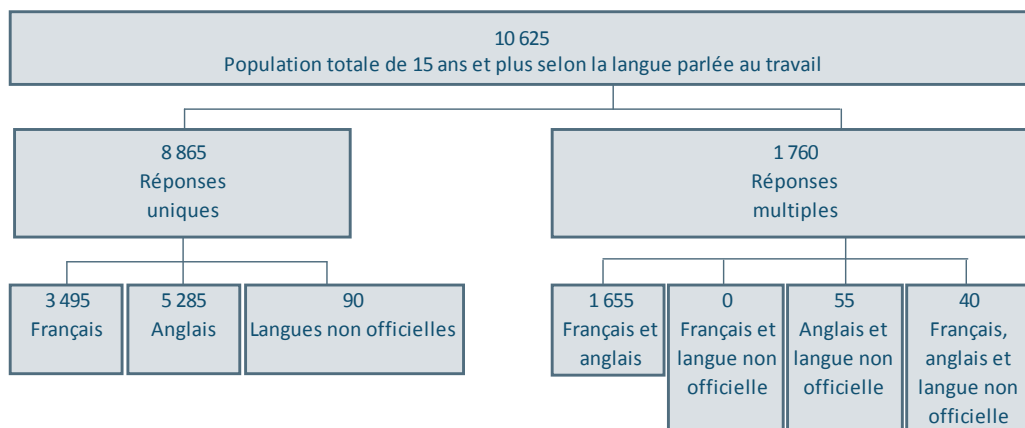 10 625
Population totale de 15 ans et plus selon la langue parlée au travail
8 865
Réponses
uniques
1 760
Réponses
multiples
3 495
Français
5 285
Anglais
90
Langues non officielles
1 655
Français et
anglais
0
Français et
langue non
officielle
55
Anglais et
langue non
officielle
40
Français,
anglais et
langue non
officielle